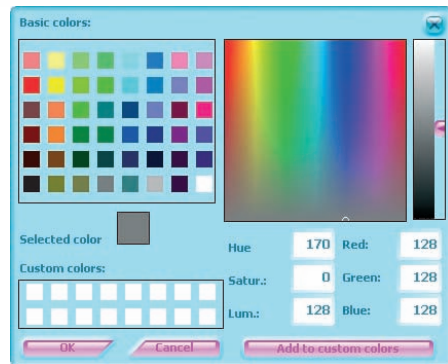 Basic colors:
Selected color
Custom colors:
Hue 170 Red: 128
Satur.: 0 Green: 128
Lum.: 128 Blue: 128
OK Cancel Add to custom colors